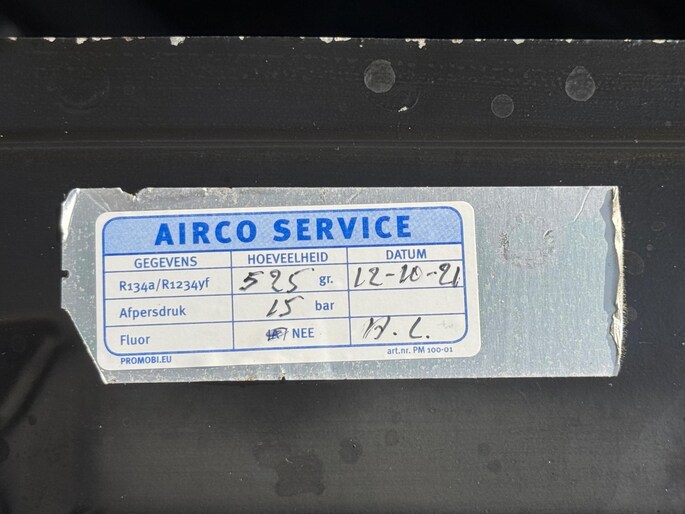 AIRCO SERVICE
GEGEVENS HOEVEELHEID DATUM
R134a/R1234yf 525 gr. 12-10-21
Afpersdruk 15 bar
Fluor JA / NEE H.C.
PROMOBI.EU art.nr. PM 100-01